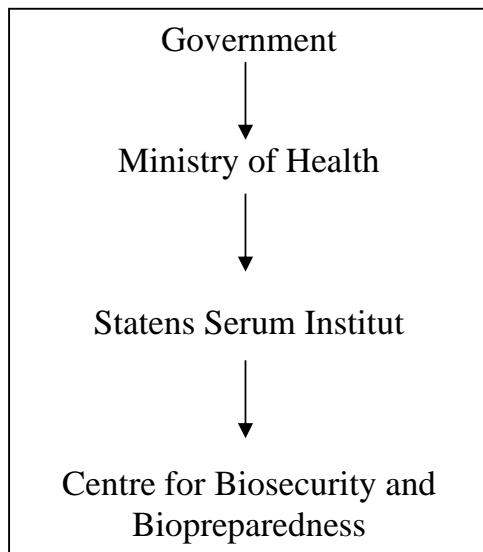 Government
Ministry of Health
Statens Serum Institut
Centre for Biosecurity and
Biopreparedness